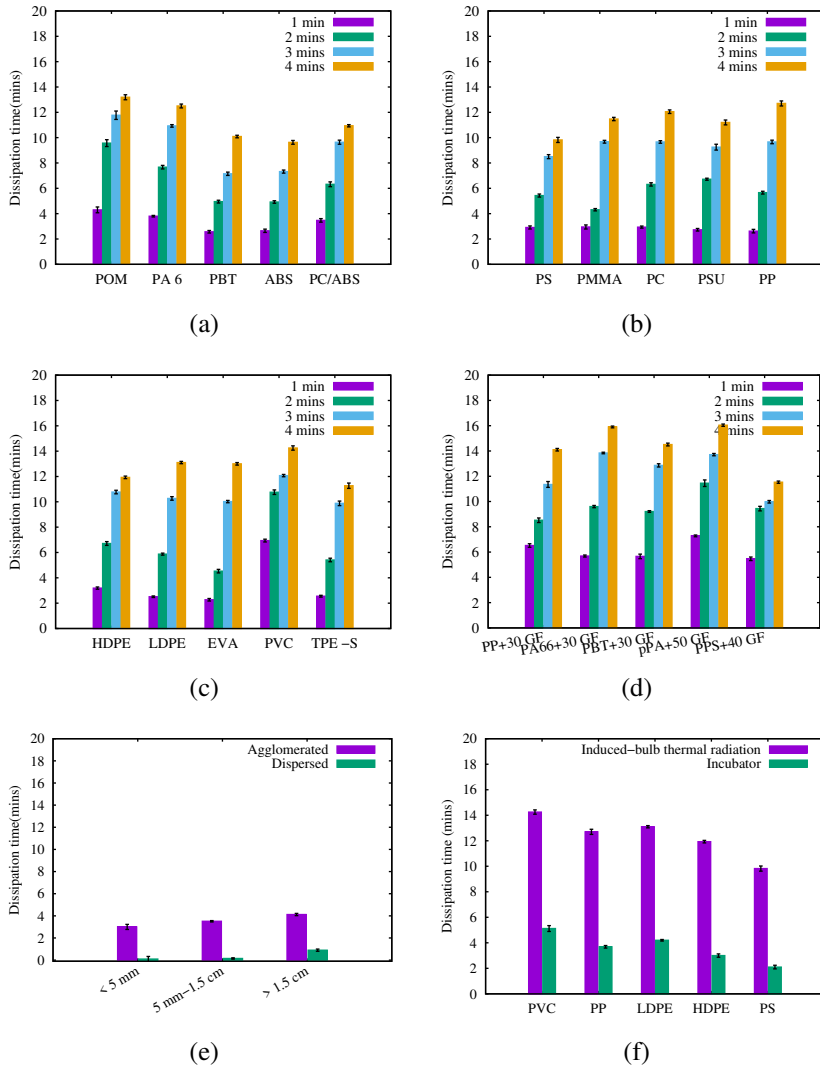 20
18
16
14
12
10
8
6
4
2
0
Dissipation time(mins)
1 min
2 mins
3 mins
4 mins
POM PA 6 PBT ABS PC/ABS
(a)
20
18
16
14
12
10
8
6
4
2
0
Dissipation time(mins)
1 min
2 mins
3 mins
4 mins
PS PMMA PC PSU PP
(b)
20
18
16
14
12
10
8
6
4
2
0
Dissipation time(mins)
1 min
2 mins
3 mins
4 mins
HDPE LDPE EVA PVC TPE −S
(c)
20
18
16
14
12
10
8
6
4
2
0
Dissipation time(mins)
1 min
2 mins
3 mins
4 mins
PP+30 GF PA66+30 GF PBT+30 GF pPA+50 GF PPS+40 GF
(d)
20
18
16
14
12
10
8
6
4
2
0
Dissipation time(mins)
Agglomerated
Dispersed
< 5 mm 5 mm−1.5 cm > 1.5 cm
(e)
20
18
16
14
12
10
8
6
4
2
0
Dissipation time (mins)
Induced−bulb thermal radiation
Incubator
PVC PP LDPE HDPE PS
(f)